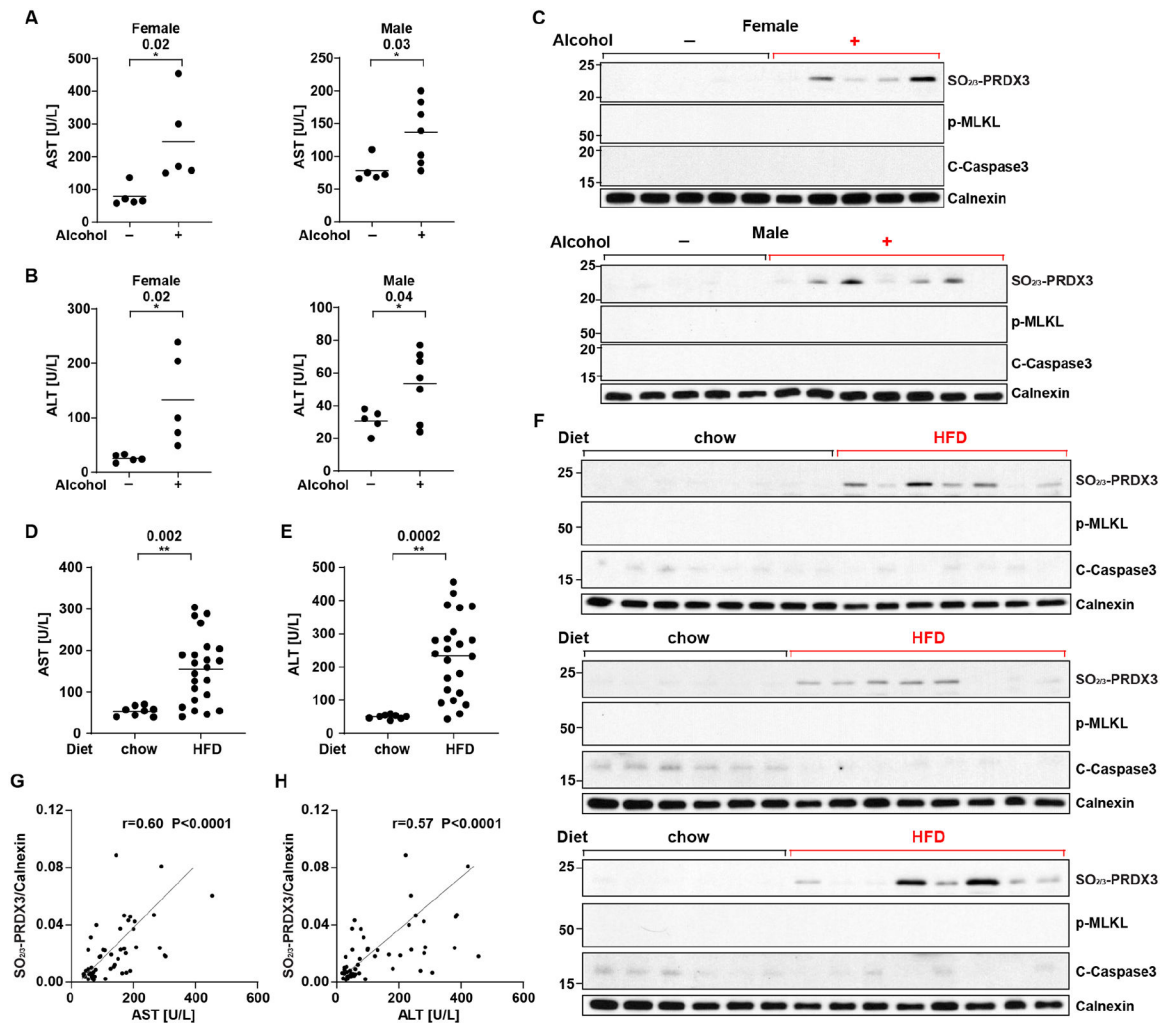 A
Female
0.02
*
AST [U/L]
500
400
300
200
100
0
Alcohol – +
Male
0.03
*
AST [U/L]
250
200
150
100
50
0
– +
B
Female
0.02
*
ALT [U/L]
300
200
100
0
Alcohol – +
Male
0.04
*
ALT [U/L]
100
80
60
40
20
0
– +
C
Female
Alcohol – +
25
20
SO2/3-PRDX3
50
p-MLKL
20
15
C-Caspase3
Calnexin
Male
Alcohol – +
25
20
SO2/3-PRDX3
50
p-MLKL
20
15
C-Caspase3
Calnexin
D
0.002
**
AST [U/L]
400
300
200
100
0
Diet chow HFD
E
0.0002
**
ALT [U/L]
500
400
300
200
100
0
Diet chow HFD
F
Diet chow HFD
25
SO2/3-PRDX3
50
p-MLKL
15
C-Caspase3
Calnexin
Diet chow HFD
25
SO2/3-PRDX3
50
p-MLKL
15
C-Caspase3
Calnexin
Diet chow HFD
25
SO2/3-PRDX3
50
p-MLKL
15
C-Caspase3
Calnexin
G
r=0.60 P<0.0001
SO2/3-PRDX3/Calnexin
0.12
0.08
0.04
0.00
0 200 400 600
AST [U/L]
H
r=0.57 P<0.0001
SO2/3-PRDX3/Calnexin
0.12
0.08
0.04
0.00
0 200 400 600
ALT [U/L]